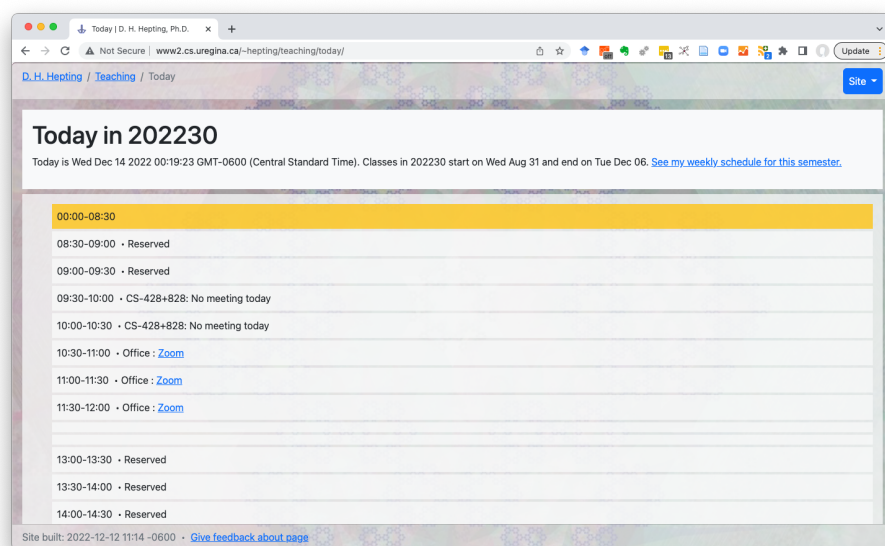 Today | D. H. Hepting, Ph.D.
Not Secure | www2.cs.uregina.ca/~hepting/teaching/today/
Update
D. H. Hepting / Teaching / Today
Site
Today in 202230
Today is Wed Dec 14 2022 00:19:23 GMT-0600 (Central Standard Time). Classes in 202230 start on Wed Aug 31 and end on Tue Dec 06. See my weekly schedule for this semester.
00:00-08:30
08:30-09:00 • Reserved
09:00-09:30 • Reserved
09:30-10:00 • CS-428+828: No meeting today
10:00-10:30 • CS-428+828: No meeting today
10:30-11:00 • Office : Zoom
11:00-11:30 • Office : Zoom
11:30-12:00 • Office : Zoom
13:00-13:30 • Reserved
13:30-14:00 • Reserved
14:00-14:30 • Reserved
Site built: 2022-12-12 11:14 -0600 • Give feedback about page